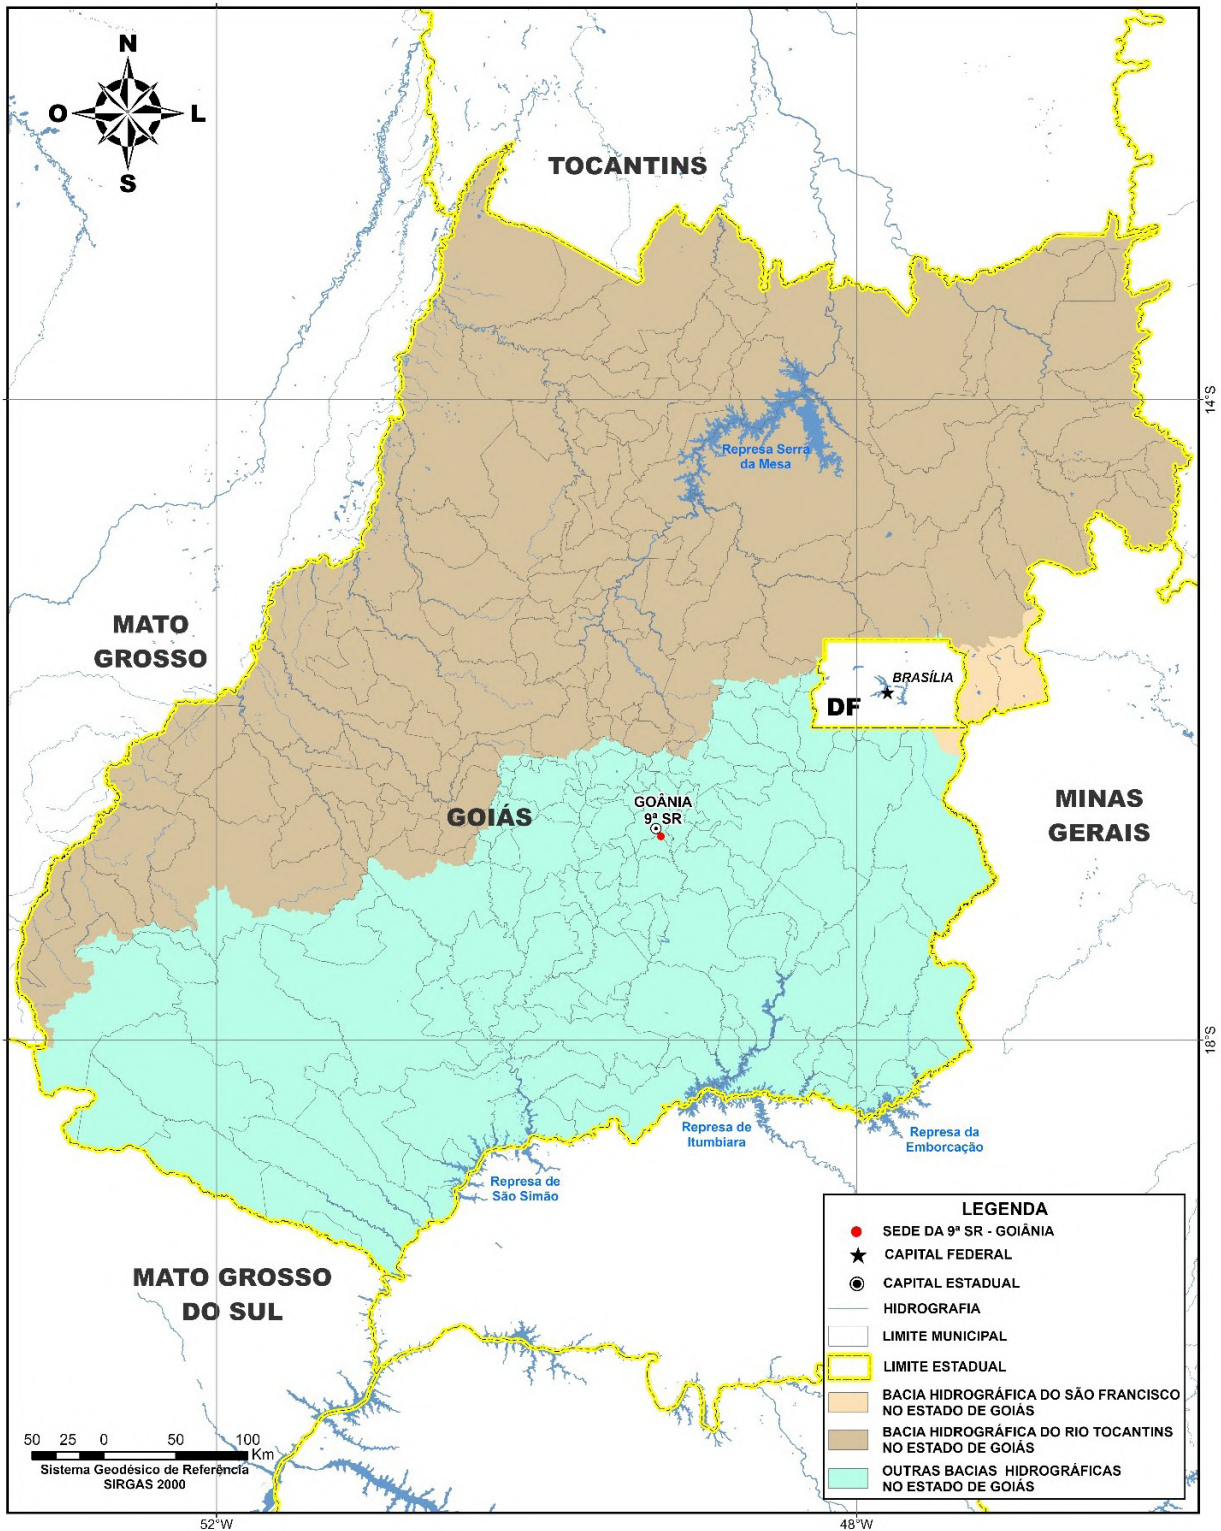 N
O
L
S
TOCANTINS
14°S
Represa Serra
da Mesa
MATO
GROSSO
BRASÍLIA
DF
GOIÁS
GOIÂNIA
9ª SR
MINAS
GERAIS
18°S
Represa de
Itumbiara
Represa da
Emborcação
Represa de
São Simão
MATO GROSSO
DO SUL
LEGENDA
SEDE DA 9ª SR - GOIÂNIA
CAPITAL FEDERAL
CAPITAL ESTADUAL
HIDROGRAFIA
LIMITE MUNICIPAL
LIMITE ESTADUAL
BACIA HIDROGRÁFICA DO SÃO FRANCISCO
NO ESTADO DE GOIÁS
BACIA HIDROGRÁFICA DO RIO TOCANTINS
NO ESTADO DE GOIÁS
OUTRAS BACIAS HIDROGRÁFICAS
NO ESTADO DE GOIÁS
50 25 0 50 100
Km
Sistema Geodésico de Referência
SIRGAS 2000
52°W
48°W